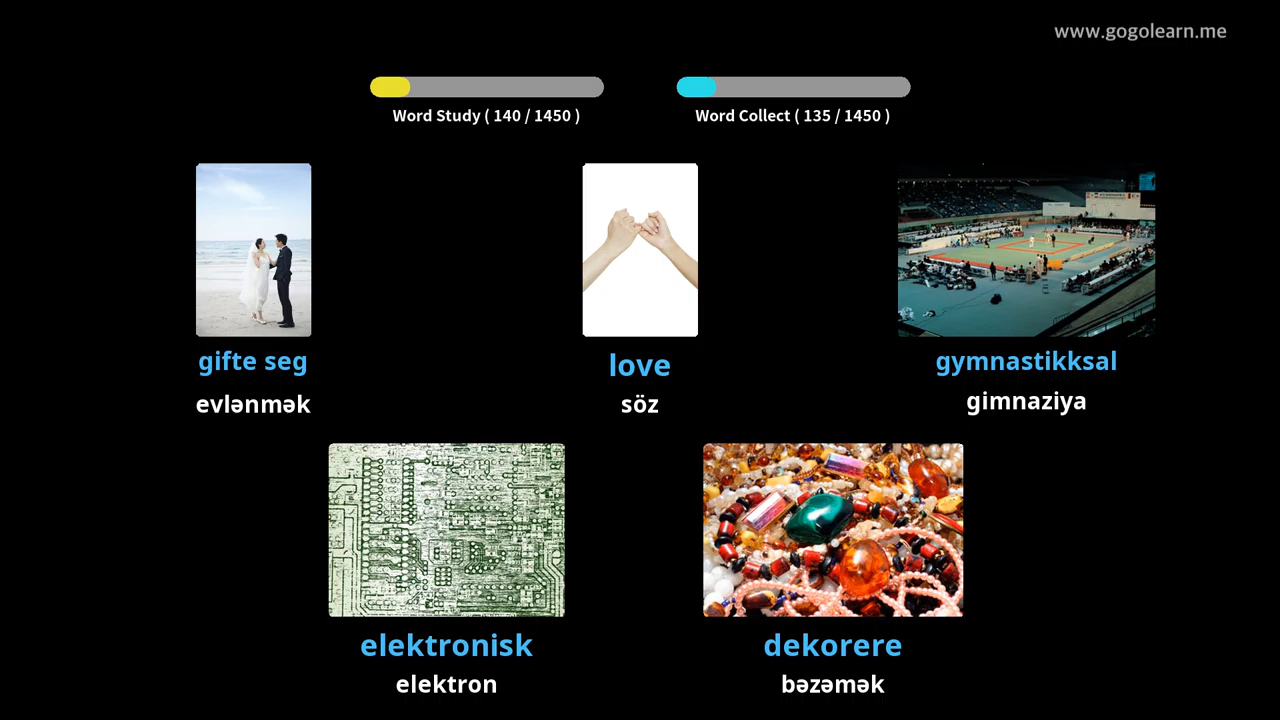 www.gogolearn.me
Word Study ( 140 / 1450 )
Word Collect ( 135 / 1450 )
gifte seg
evlənmək
love
söz
gymnastikksal
gimnaziya
elektronisk
elektron
dekorere
bəzəmək